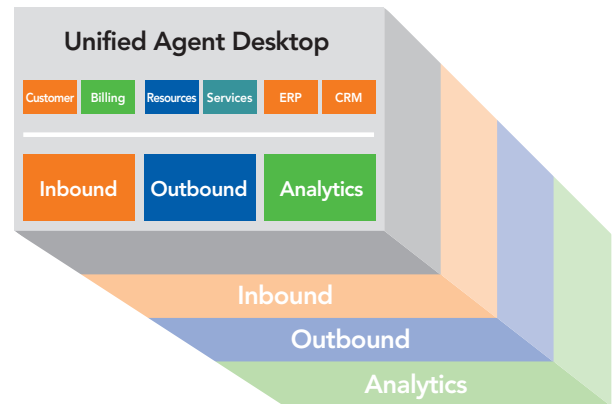 Unified Agent Desktop
Customer Billing Resources Services ERP CRM
Inbound Outbound Analytics
Inbound
Outbound
Analytics